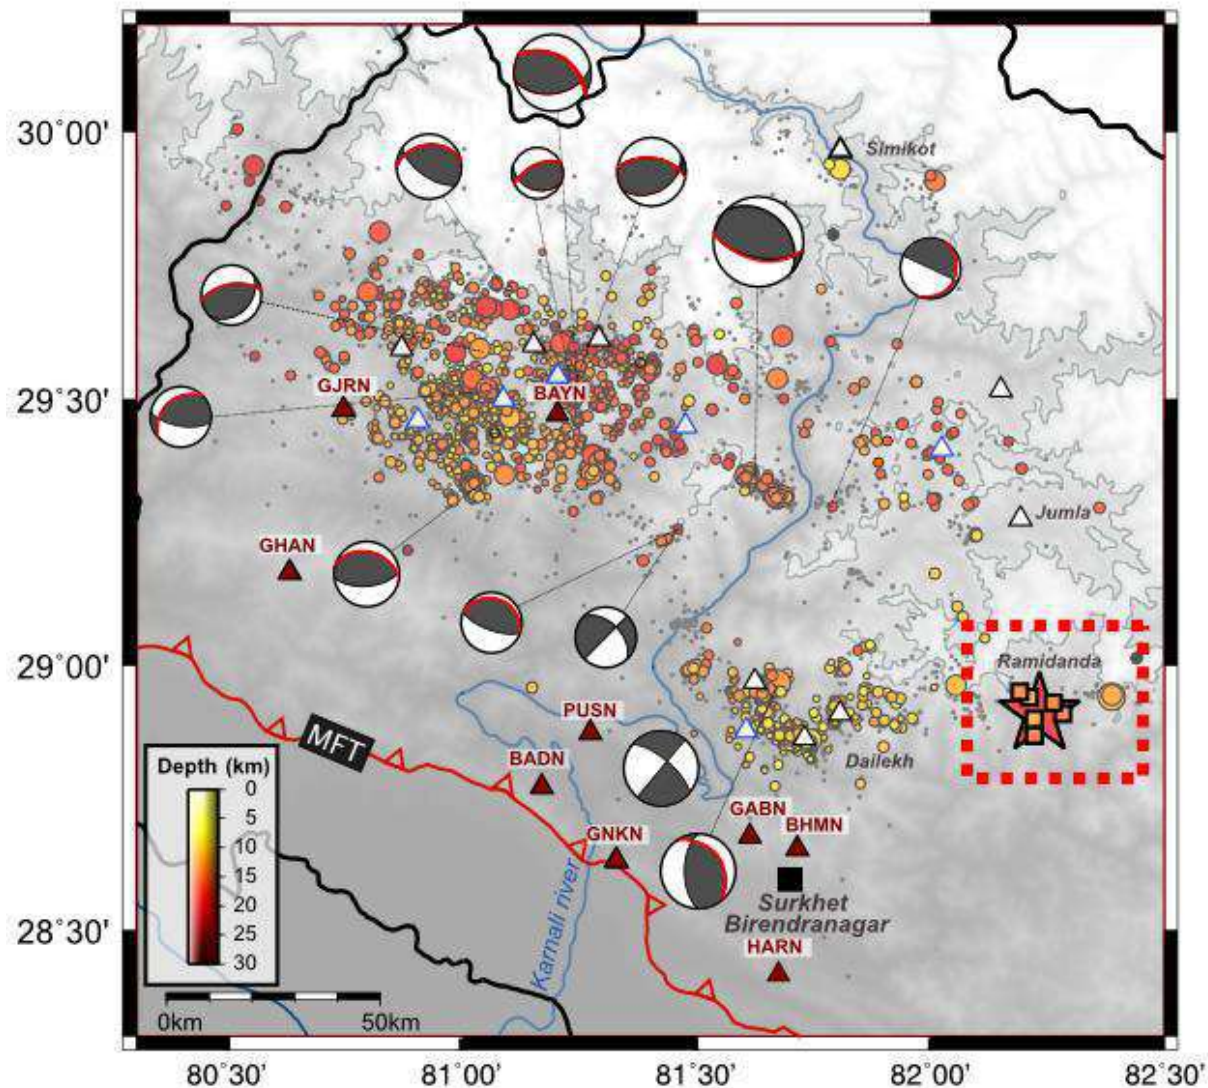 30°00'
29°30'
29°00'
28°30'
80°30'
81°00'
81°30'
82°00'
82°30'
Simikot
GJRN
BAYN
Jumla
GHAN
Ramidanda
PUSN
MFT
BADN
Dailekh
GABN
BHMN
GNKN
Surkhet
Birendranagar
HARN
Karnali river
Depth (km)
0
5
10
15
20
25
30
0km
50km